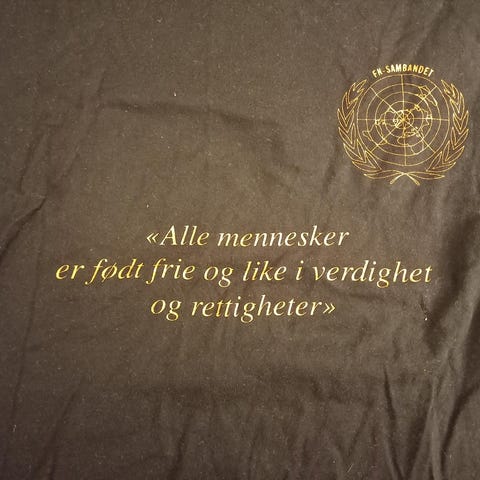 FN-SAMBANDET
«Alle mennesker
er født frie og like i verdighet
og rettigheter»